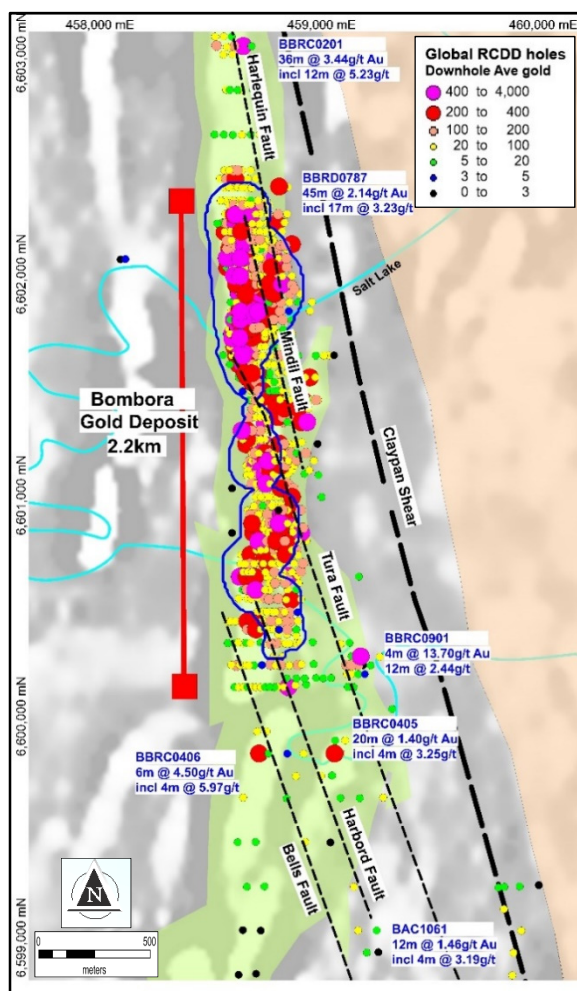 458,000 mE
459,000 mE
460,000 mE
6,603,000 mN
6,602,000 mN
6,601,000 mN
6,600,000 mN
6,599,000 mN
Global RCDD holes
Downhole Ave gold
400 to 4,000
200 to 400
100 to 200
20 to 100
5 to 20
3 to 5
0 to 3
BBRC0201
36m @ 3.44g/t Au
incl 12m @ 5.23g/t
Harlequin Fault
BBRD0787
45m @ 2.14g/t Au
incl 17m @ 3.23g/t
Salt Lake
Mindil Fault
Bombora
Gold Deposit
2.2km
Claypan Shear
Tura Fault
BBRC0901
4m @ 13.70g/t Au
12m @ 2.44g/t
BBRC0405
20m @ 1.40g/t Au
incl 4m @ 3.25g/t
BBRC0406
6m @ 4.50g/t Au
incl 4m @ 5.97g/t
Harbord Fault
Bells Fault
BAC1061
12m @ 1.46g/t Au
incl 4m @ 3.19g/t
N
0 500
meters